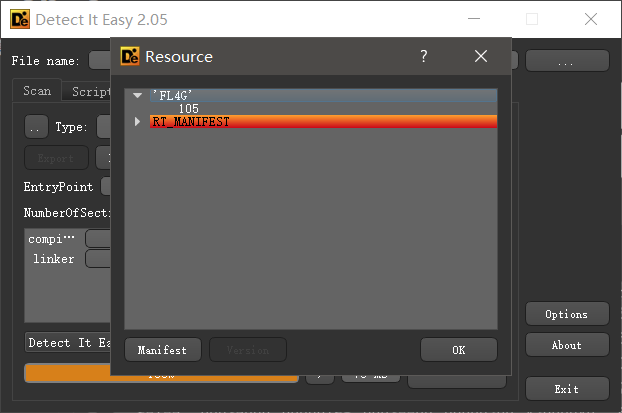 Detect It Easy 2.05
File name:
...
Resource
?
'FL4G'
105
RT_MANIFEST
Scan
Script
..
Type:
Export
EntryPoint
NumberOfSecti
compi…
linker
Detect It Ea
Manifest
Version
OK
Options
About
Exit